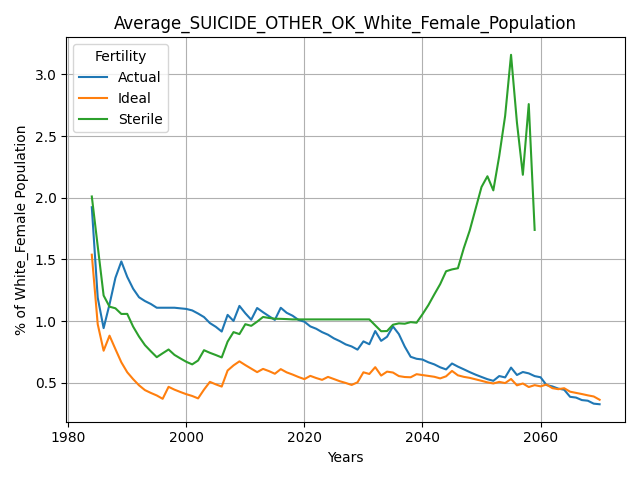 Average_SUICIDE_OTHER_OK_White_Female_Population
Fertility
Actual
Ideal
Sterile
% of White_Female Population
3.0
2.5
2.0
1.5
1.0
0.5
1980 2000 2020 2040 2060
Years